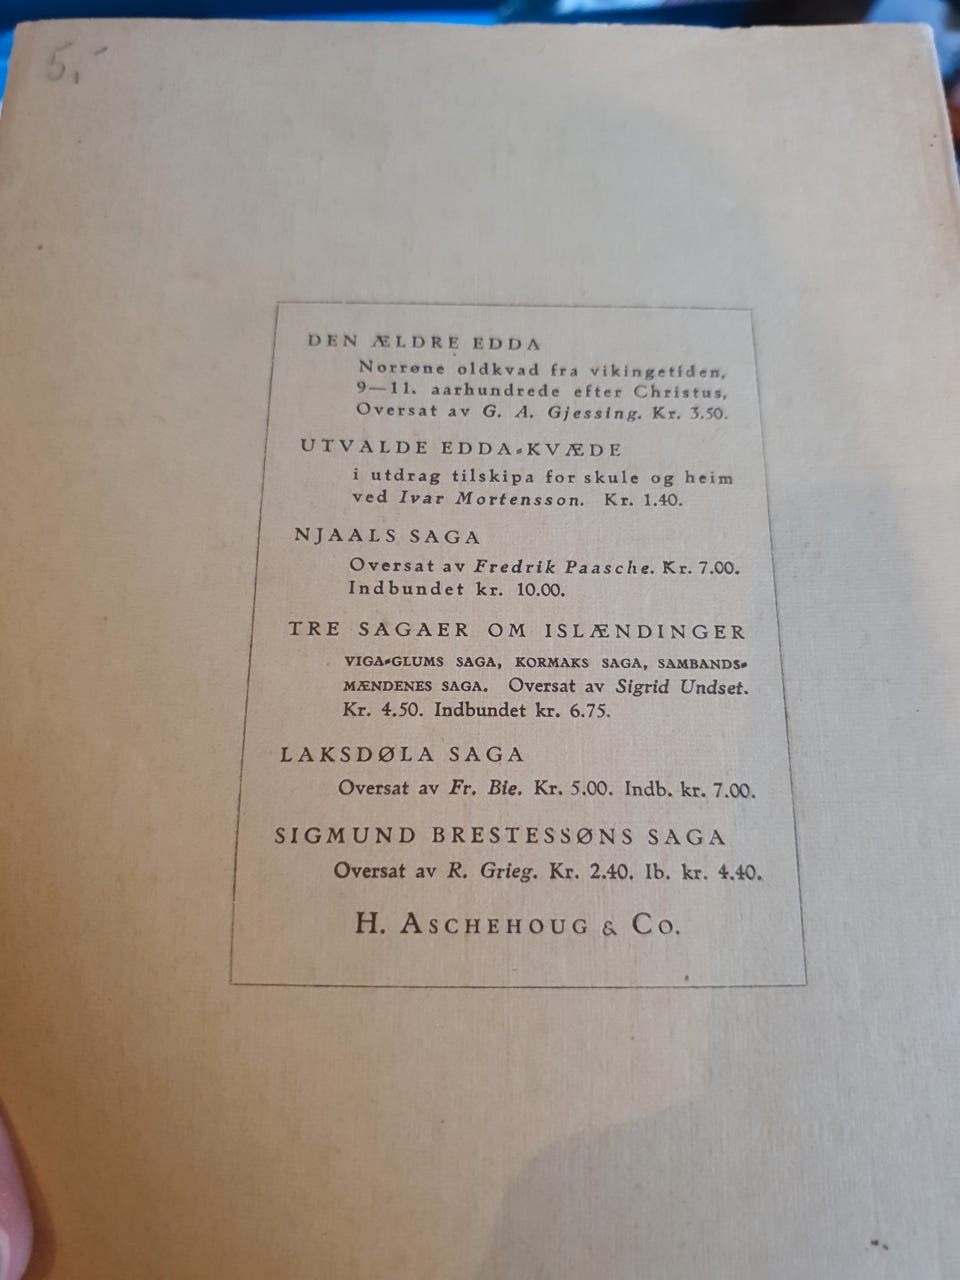 5,-
DEN ÆLDRE EDDA
Norrøne oldkvad fra vikingetiden,
9—11. aarhundrede efter Christus,
Oversat av G. A. Gjessing. Kr. 3.50.
UTVALDE EDDA-KVÆDE
i utdrag tilskipa for skule og heim
ved Ivar Mortensson. Kr. 1.40.
NJAALS SAGA
Oversat av Fredrik Paasche. Kr. 7.00.
Indbundet kr. 10.00.
TRE SAGAER OM ISLÆNDINGER
VIGA-GLUMS SAGA, KORMAKS SAGA, SAMBANDS-
MÆNDENES SAGA. Oversat av Sigrid Undset.
Kr. 4.50. Indbundet kr. 6.75.
LAKSDØLA SAGA
Oversat av Fr. Bie. Kr. 5.00. Indb. kr. 7.00.
SIGMUND BRESTESSØNS SAGA
Oversat av R. Grieg. Kr. 2.40. Ib. kr. 4.40.
H. ASCHEHOUG & CO.